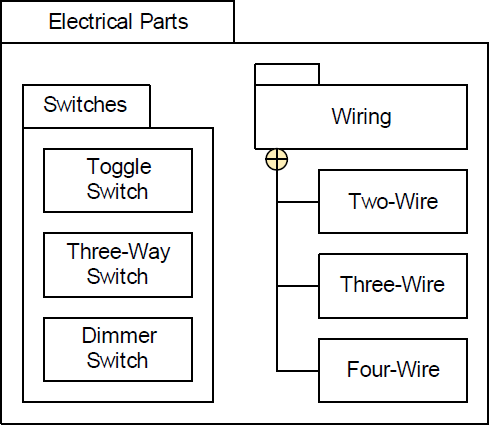 Electrical Parts
Switches
Toggle
Switch
Three-Way
Switch
Dimmer
Switch
Wiring
Two-Wire
Three-Wire
Four-Wire